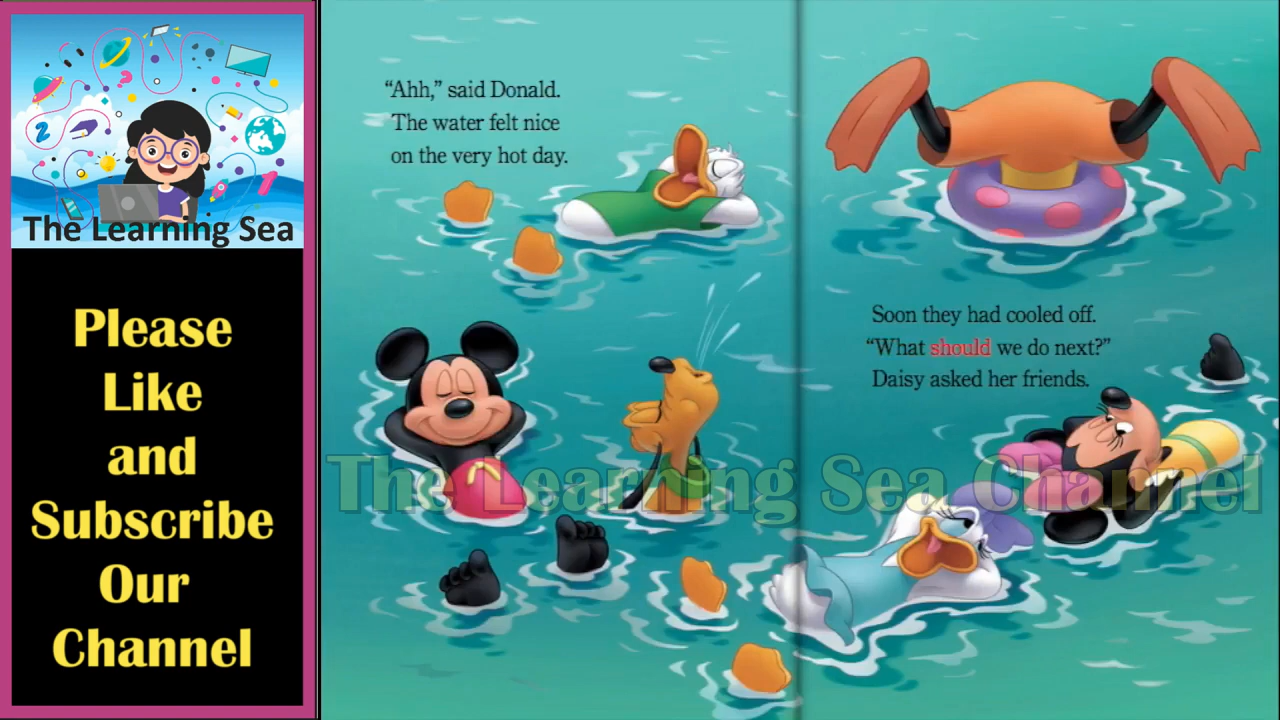 The Learning Sea
Please
Like
and
Subscribe
Our
Channel
“Ahh,” said Donald.
The water felt nice
on the very hot day.
Soon they had cooled off.
“What should we do next?”
Daisy asked her friends.
The Learning Sea Channel